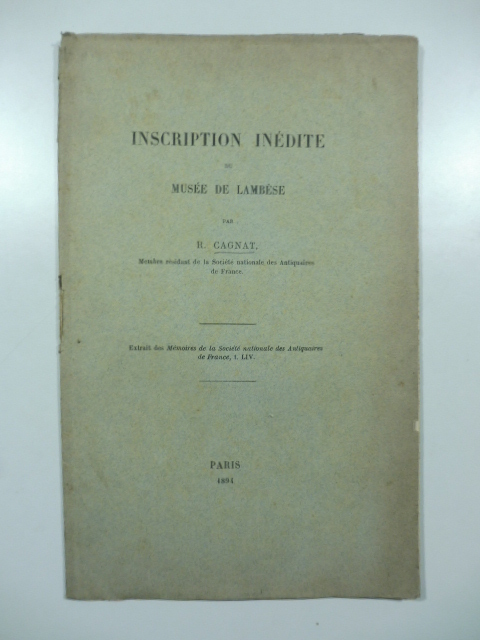 INSCRIPTION INÉDITE
DU
MUSÉE DE LAMBÈSE
PAR
R. CAGNAT,
Membre résidant de la Société nationale des Antiquaires
de France.
Extrait des Mémoires de la Société nationale des Antiquaires
de France, t. LIV.
PARIS
1894